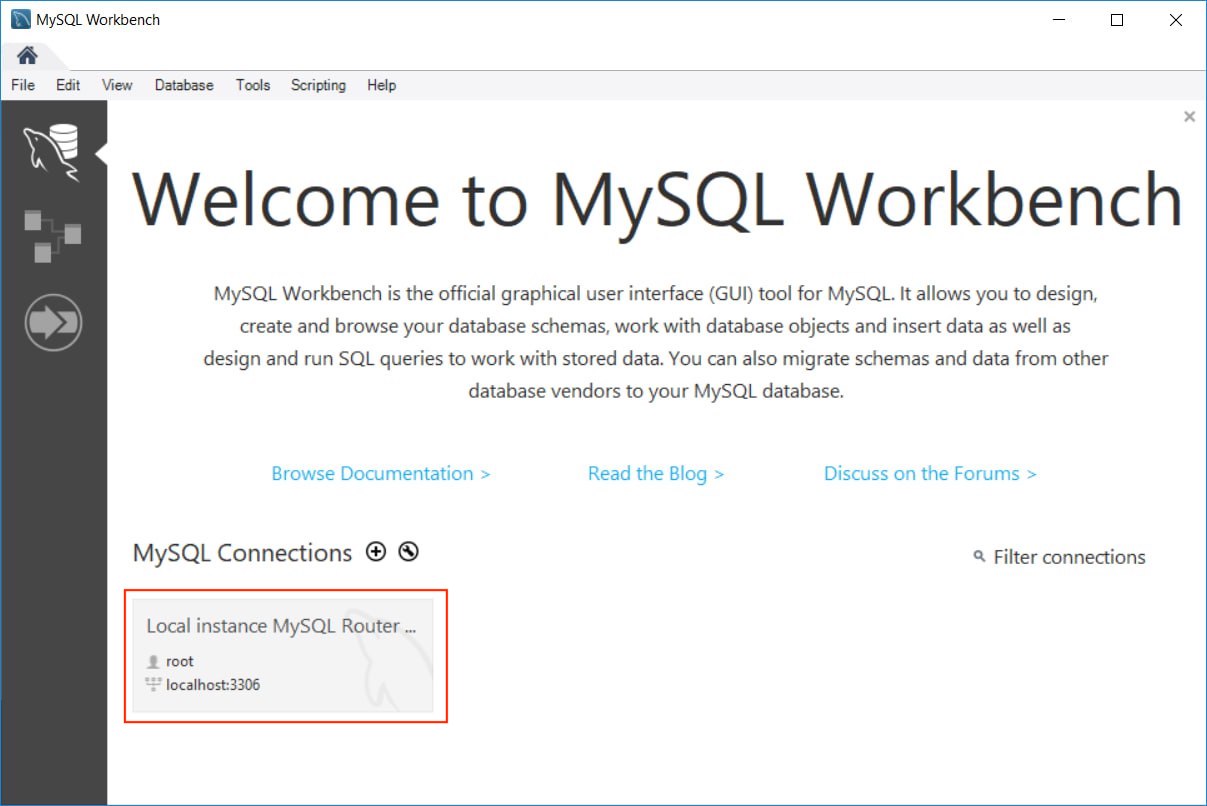 MySQL Workbench
File Edit View Database Tools Scripting Help
Welcome to MySQL Workbench
MySQL Workbench is the official graphical user interface (GUI) tool for MySQL. It allows you to design,
create and browse your database schemas, work with database objects and insert data as well as
design and run SQL queries to work with stored data. You can also migrate schemas and data from other
database vendors to your MySQL database.
Browse Documentation > Read the Blog > Discuss on the Forums >
MySQL Connections Filter connections
Local instance MySQL Router ...
root
localhost:3306